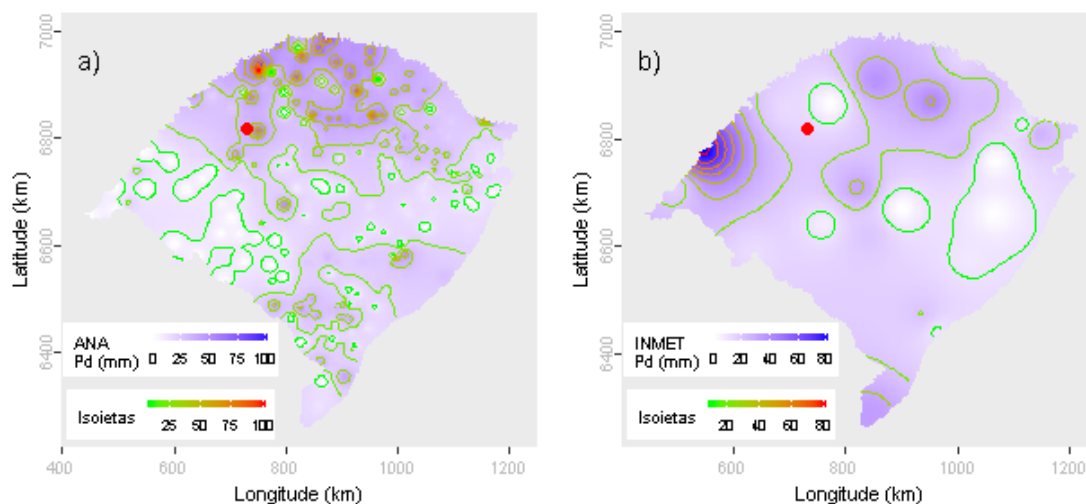 a)
Latitude (km)
7000
6800
6600
6400
ANA
Pd (mm)
0 25 50 75 100
Isoietas
25 50 75 100
400 600 800 1000 1200
Longitude (km)
b)
Latitude (km)
7000
6800
6600
6400
INMET
Pd (mm)
0 20 40 60 80
Isoietas
20 40 60 80
600 800 1000 1200
Longitude (km)